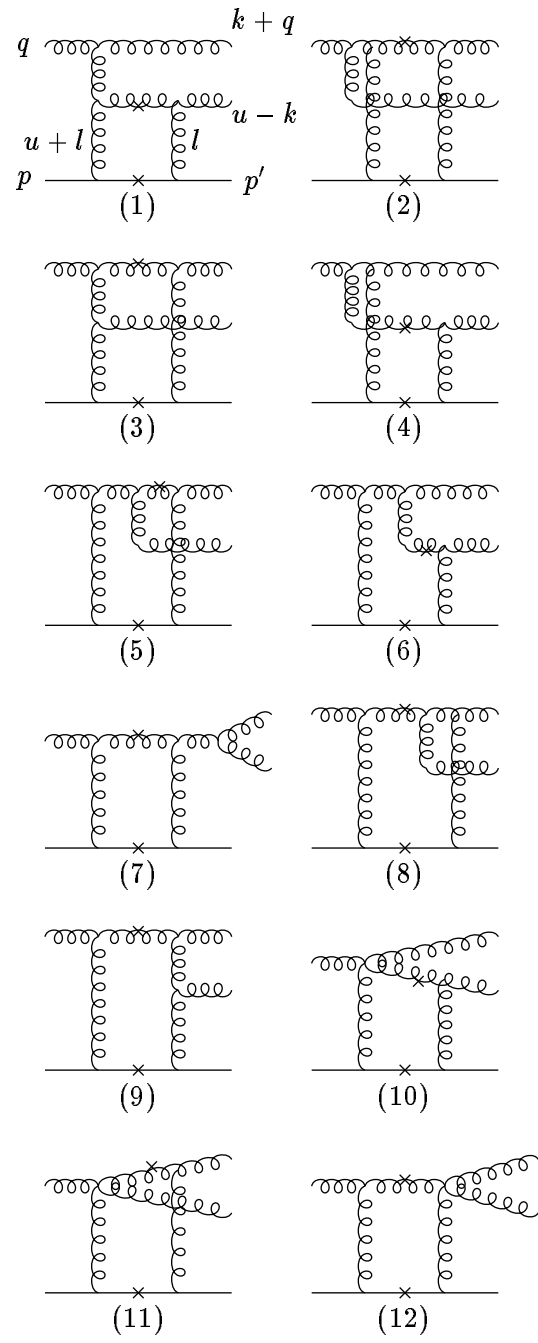 k + q
q
u − k
u + l
l
p
p′
(1)
(2)
(3)
(4)
(5)
(6)
(7)
(8)
(9)
(10)
(11)
(12)